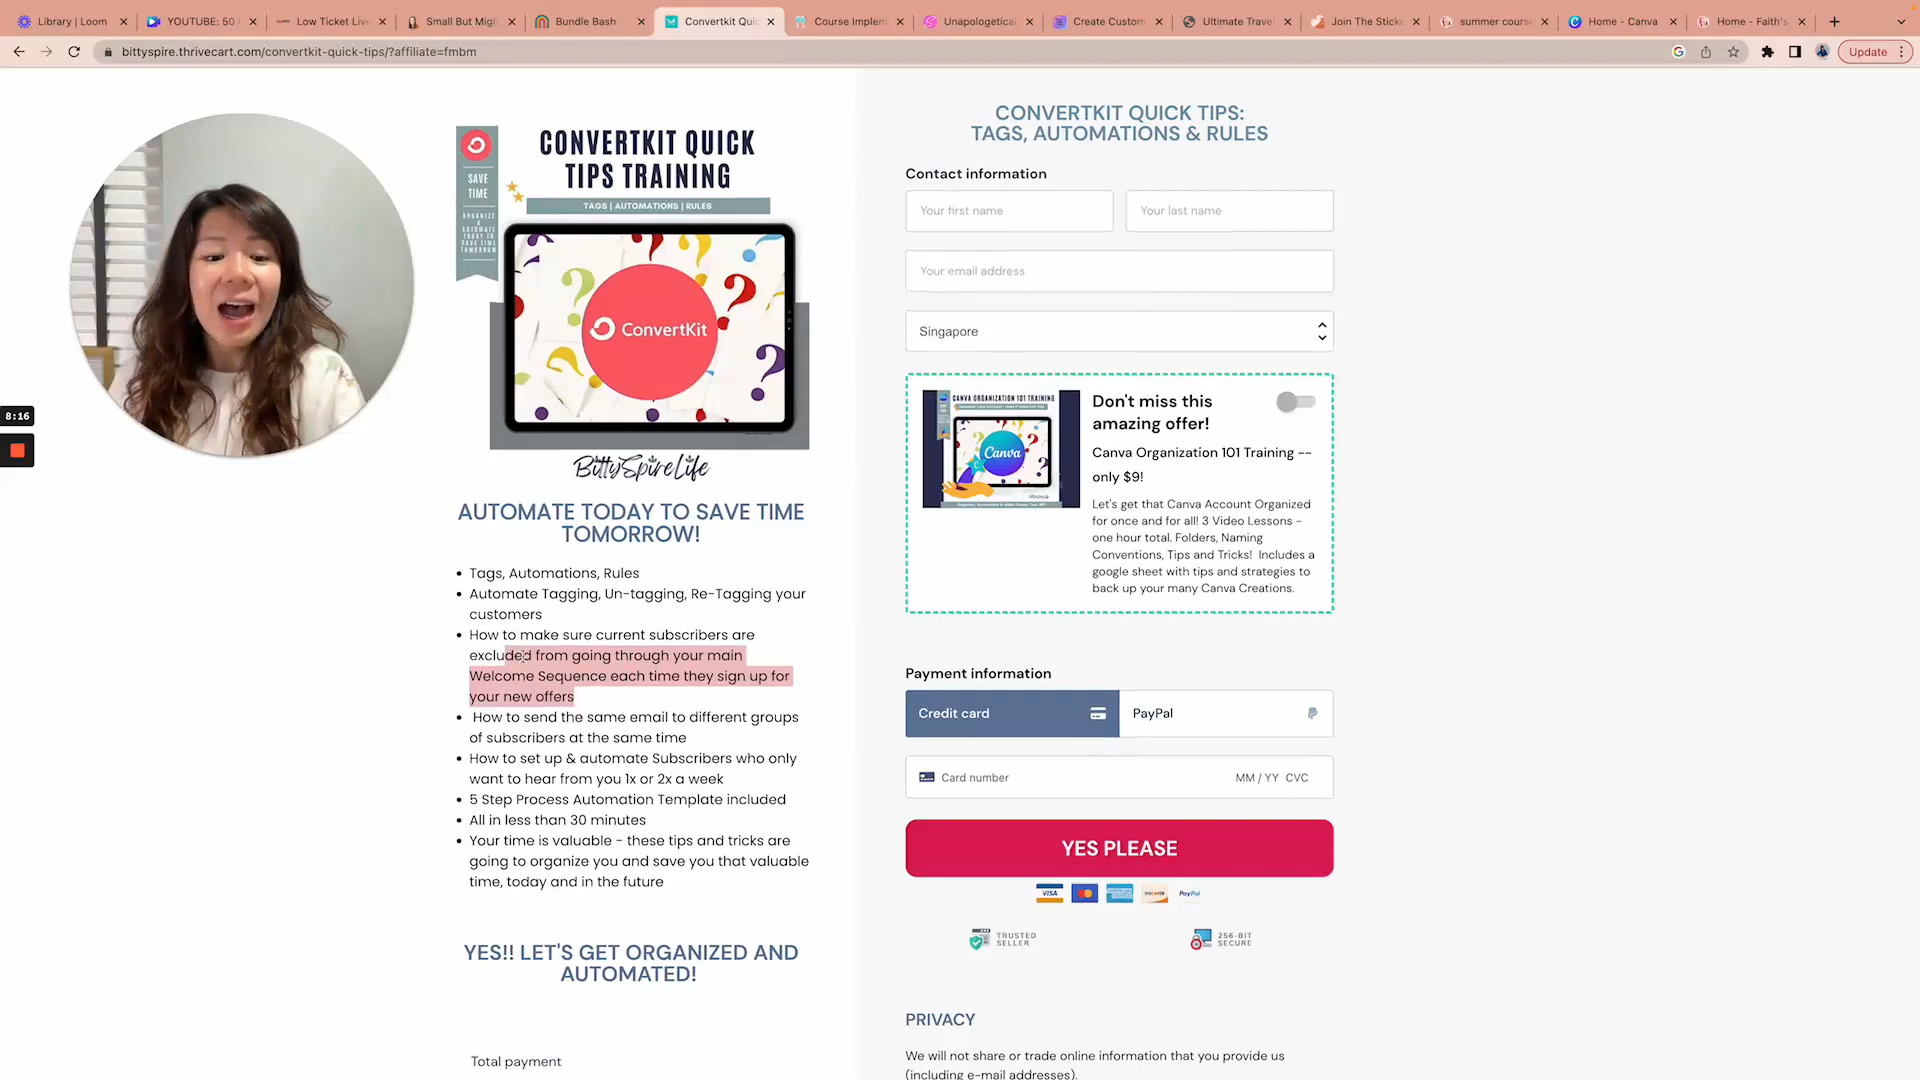 Library | Loom
YOUTUBE: 50
Low Ticket Liv
Small But Migl
Bundle Bash
Convertkit Quic
Course Implem
Unapologetical
Create Custom
Ultimate Travel
Join The Sticke
summer cours
Home - Canva
Home - Faith's
bittyspire.thrivecart.com/convertkit-quick-tips/?affiliate=fmbm
Update
8:16
SAVE
TIME
ORGANIZE
&
AUTOMATE
TODAY TO
SAVE TIME
TOMORROW
CONVERTKIT QUICK
TIPS TRAINING
TAGS | AUTOMATIONS | RULES
ConvertKit
BittySpireLife
AUTOMATE TODAY TO SAVE TIME
TOMORROW!
Tags, Automations, Rules
Automate Tagging, Un-tagging, Re-Tagging your
customers
How to make sure current subscribers are
excluded from going through your main
Welcome Sequence each time they sign up for
your new offers
How to send the same email to different groups
of subscribers at the same time
How to set up & automate Subscribers who only
want to hear from you 1x or 2x a week
5 Step Process Automation Template included
All in less than 30 minutes
Your time is valuable - these tips and tricks are
going to organize you and save you that valuable
time, today and in the future
YES!! LET'S GET ORGANIZED AND
AUTOMATED!
Total payment
CONVERTKIT QUICK TIPS:
TAGS, AUTOMATIONS & RULES
Contact information
Your first name
Your last name
Your email address
Singapore
CANVA ORGANIZATION 101 TRAINING
Canva
Don't miss this
amazing offer!
Canva Organization 101 Training --
only $9!
Let's get that Canva Account Organized
for once and for all! 3 Video Lessons -
one hour total. Folders, Naming
Conventions, Tips and Tricks! Includes a
google sheet with tips and strategies to
back up your many Canva Creations.
Payment information
Credit card
PayPal
Card number
MM / YY CVC
YES PLEASE
VISA
DISCOVER
PayPal
TRUSTED
SELLER
256-BIT
SECURE
PRIVACY
We will not share or trade online information that you provide us
(including e-mail addresses).